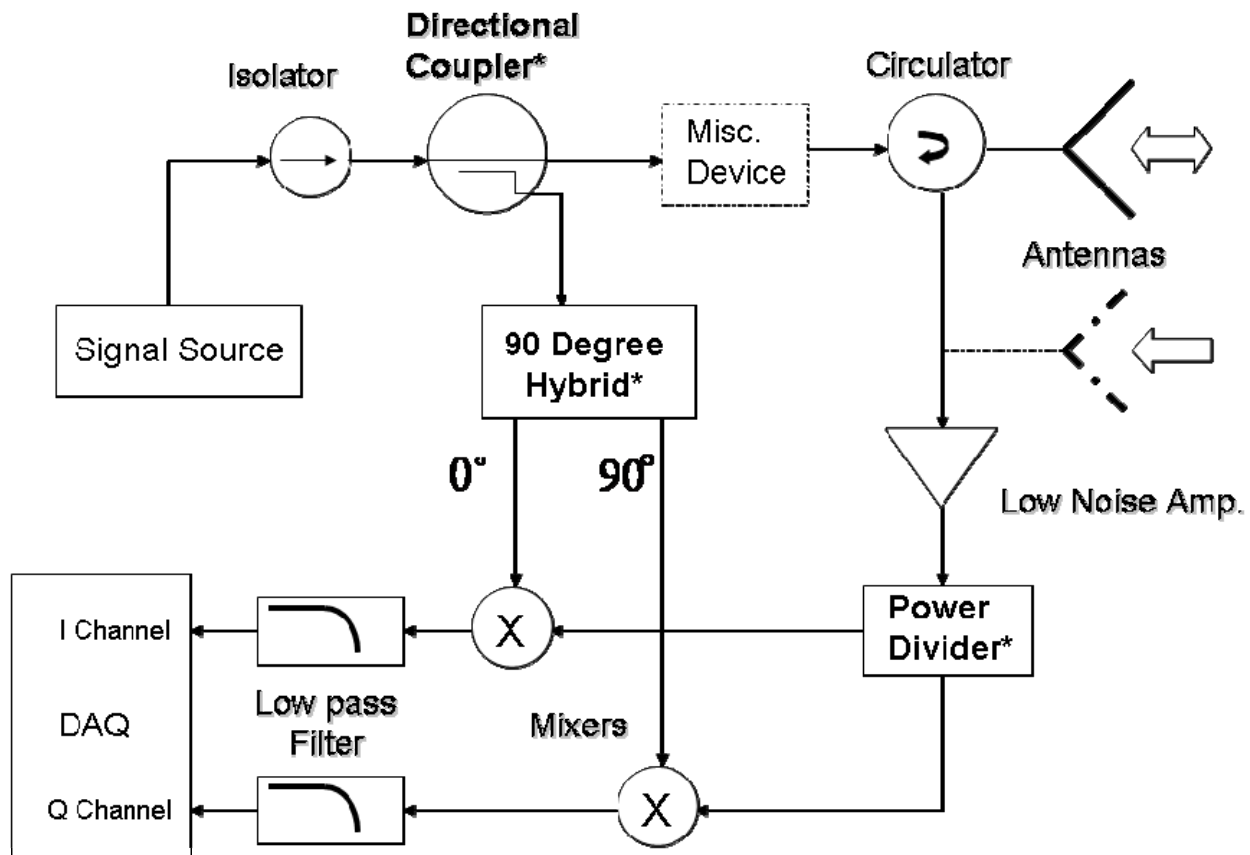 Directional
Coupler*
Isolator
Circulator
Misc.
Device
Antennas
Signal Source
90 Degree
Hybrid*
0°
90°
Low Noise Amp.
Power
Divider*
I Channel
X
Low pass
Filter
Mixers
DAQ
Q Channel
X